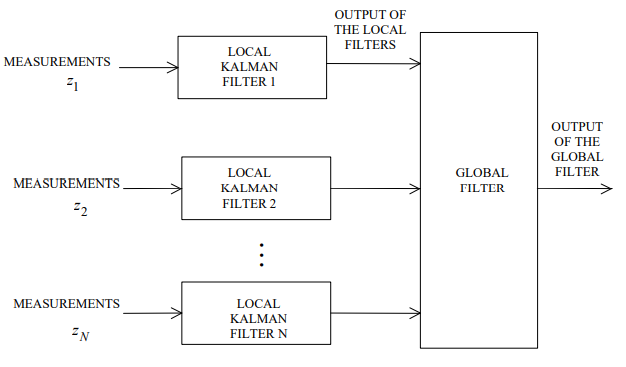 OUTPUT OF
THE LOCAL
FILTERS
MEASUREMENTS
z1
LOCAL
KALMAN
FILTER 1
MEASUREMENTS
z2
LOCAL
KALMAN
FILTER 2
GLOBAL
FILTER
OUTPUT
OF THE
GLOBAL
FILTER
MEASUREMENTS
zN
LOCAL
KALMAN
FILTER N